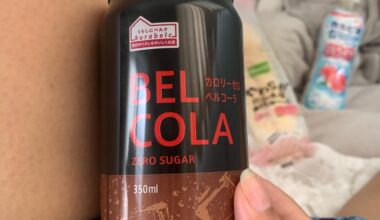 くらしにベルク
kurabelc
BEL
カロリーゼロ
ベルコーラ
COLA
ZERO SUGAR
350ml